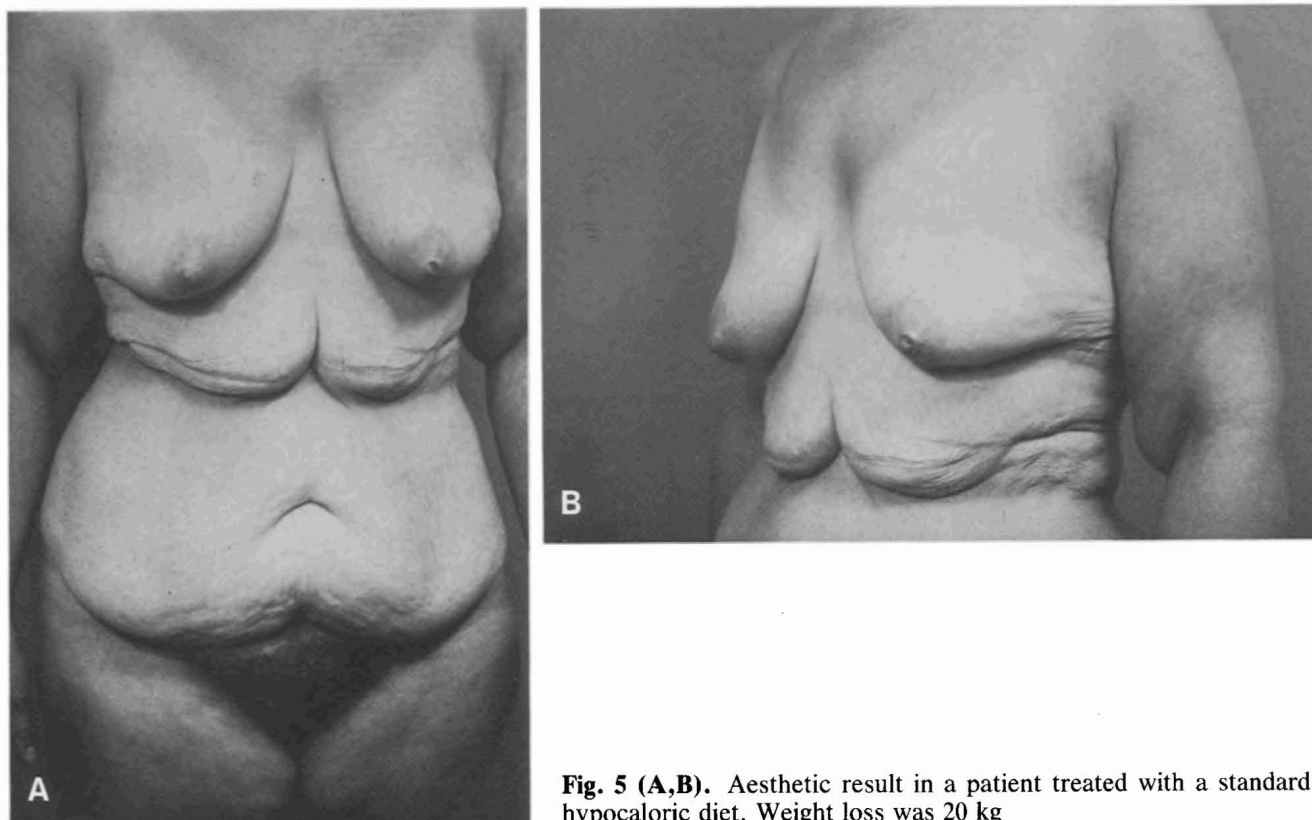 A
B
Fig. 5 (A,B). Aesthetic result in a patient treated with a standard
hypocaloric diet. Weight loss was 20 kg